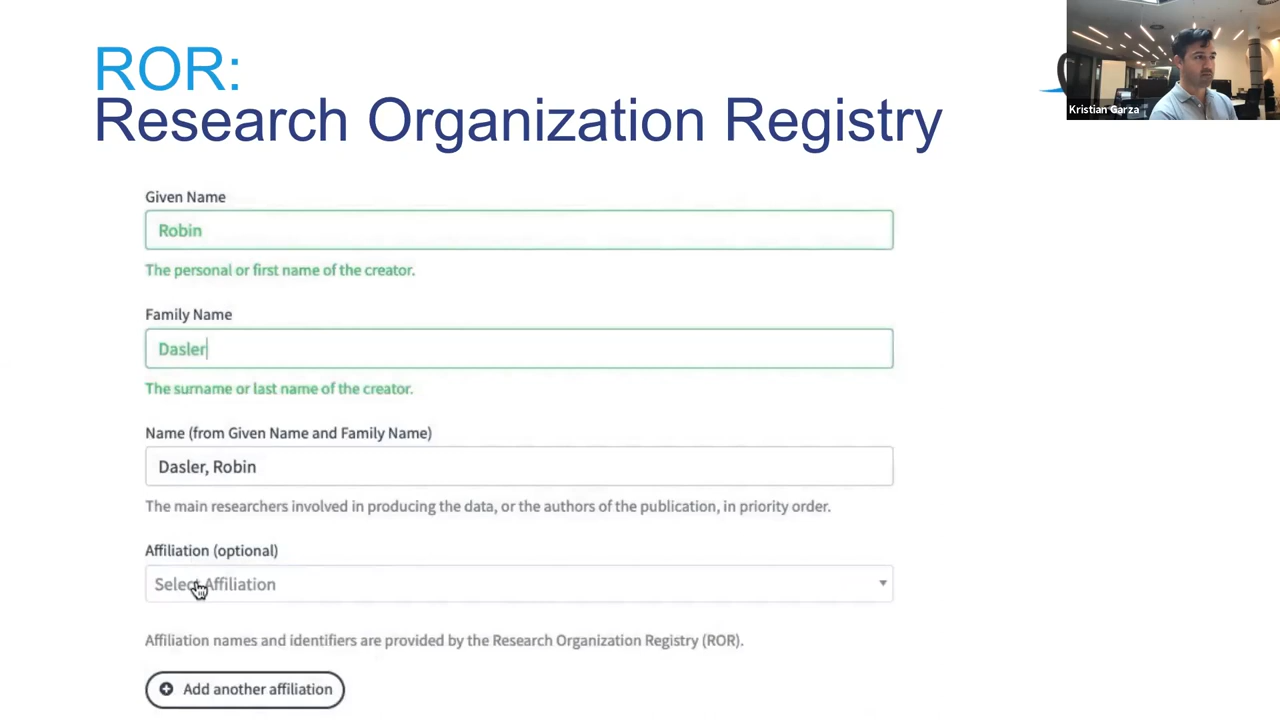 ROR:
Research Organization Registry
Kristian Garza
Given Name
Robin
The personal or first name of the creator.
Family Name
Dasler
The surname or last name of the creator.
Name (from Given Name and Family Name)
Dasler, Robin
The main researchers involved in producing the data, or the authors of the publication, in priority order.
Affiliation (optional)
Select Affiliation
Affiliation names and identifiers are provided by the Research Organization Registry (ROR).
Add another affiliation